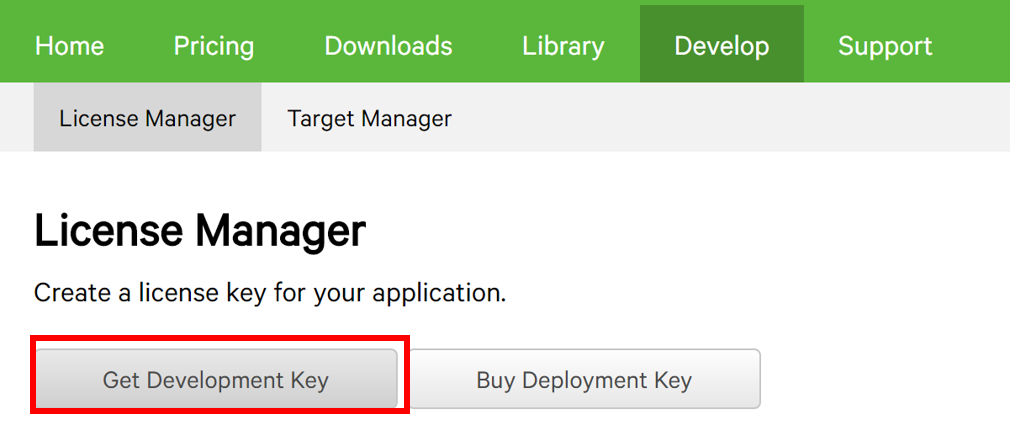 Home Pricing Downloads Library Develop Support
License Manager Target Manager
License Manager
Create a license key for your application.
Get Development Key Buy Deployment Key